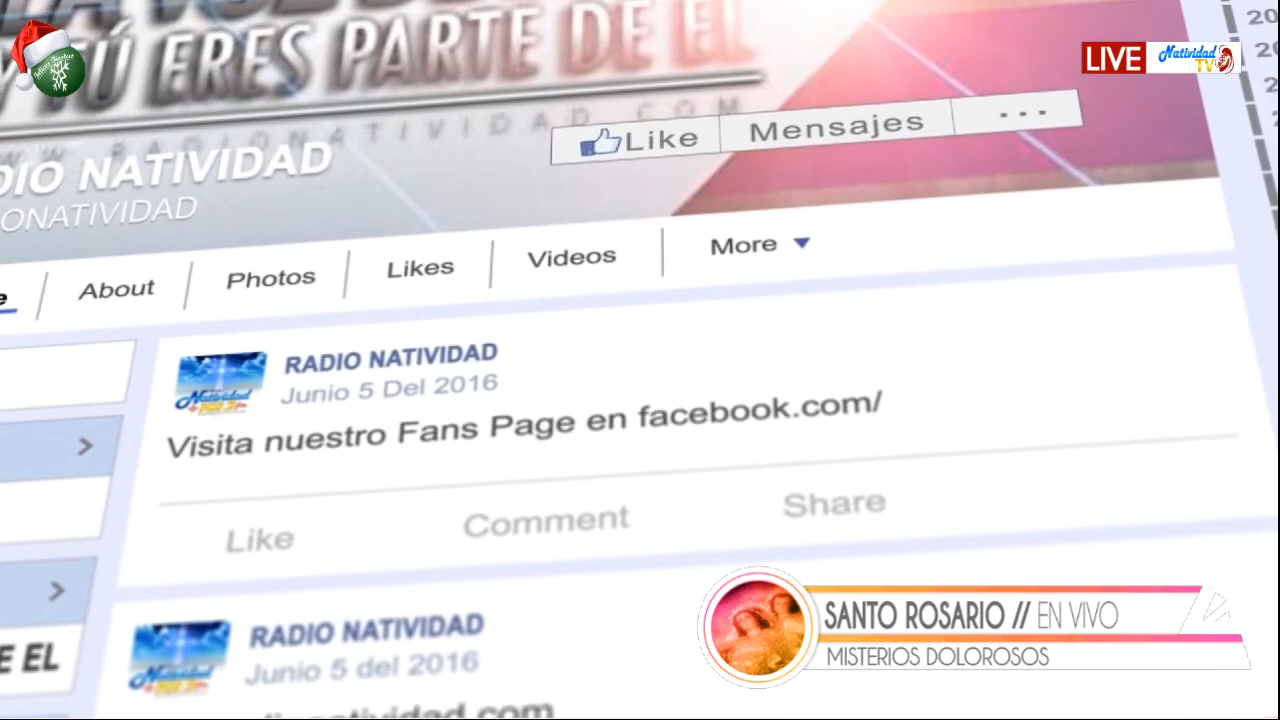 Y TÚ ERES PARTE DE EL
LIVE
Natividad
TV
Like
Mensajes
...
NATIVIDAD
About
Photos
Likes
Videos
More
RADIO NATIVIDAD
Junio 5 Del 2016
Visita nuestro Fans Page en facebook.com/
Like
Comment
Share
RADIO NATIVIDAD
Junio 5 del 2016
EL
SANTO ROSARIO // EN VIVO
MISTERIOS DOLOROSOS